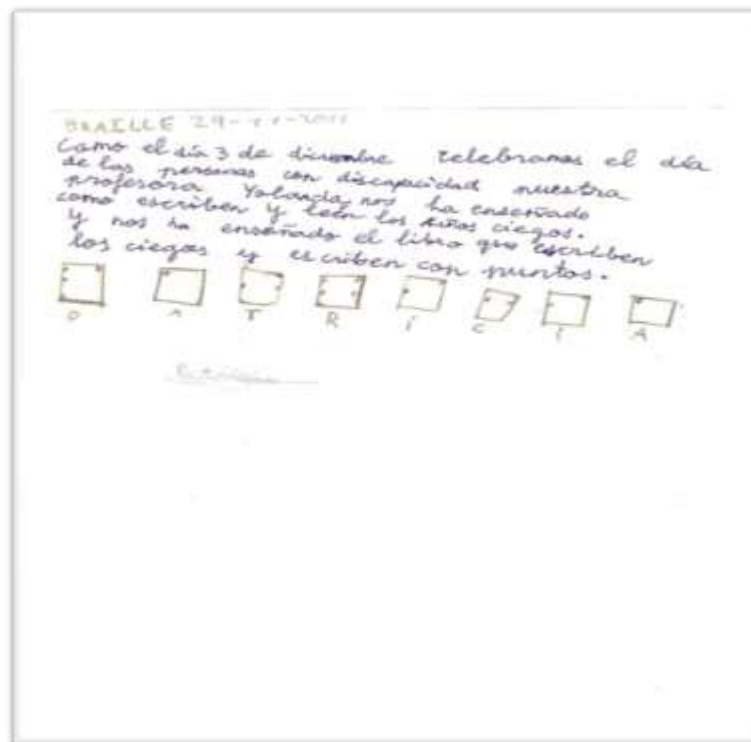 BRAILLE 29-11-2011
Como el día 3 de diciembre celebramos el día
de las personas con discapacidad nuestra
profesora Yolanda nos ha enseñado
como escriben y leen los niños ciegos.
y nos ha enseñado el libro que escriben
los ciegos y escriben con puntos.
P A T R i C i A